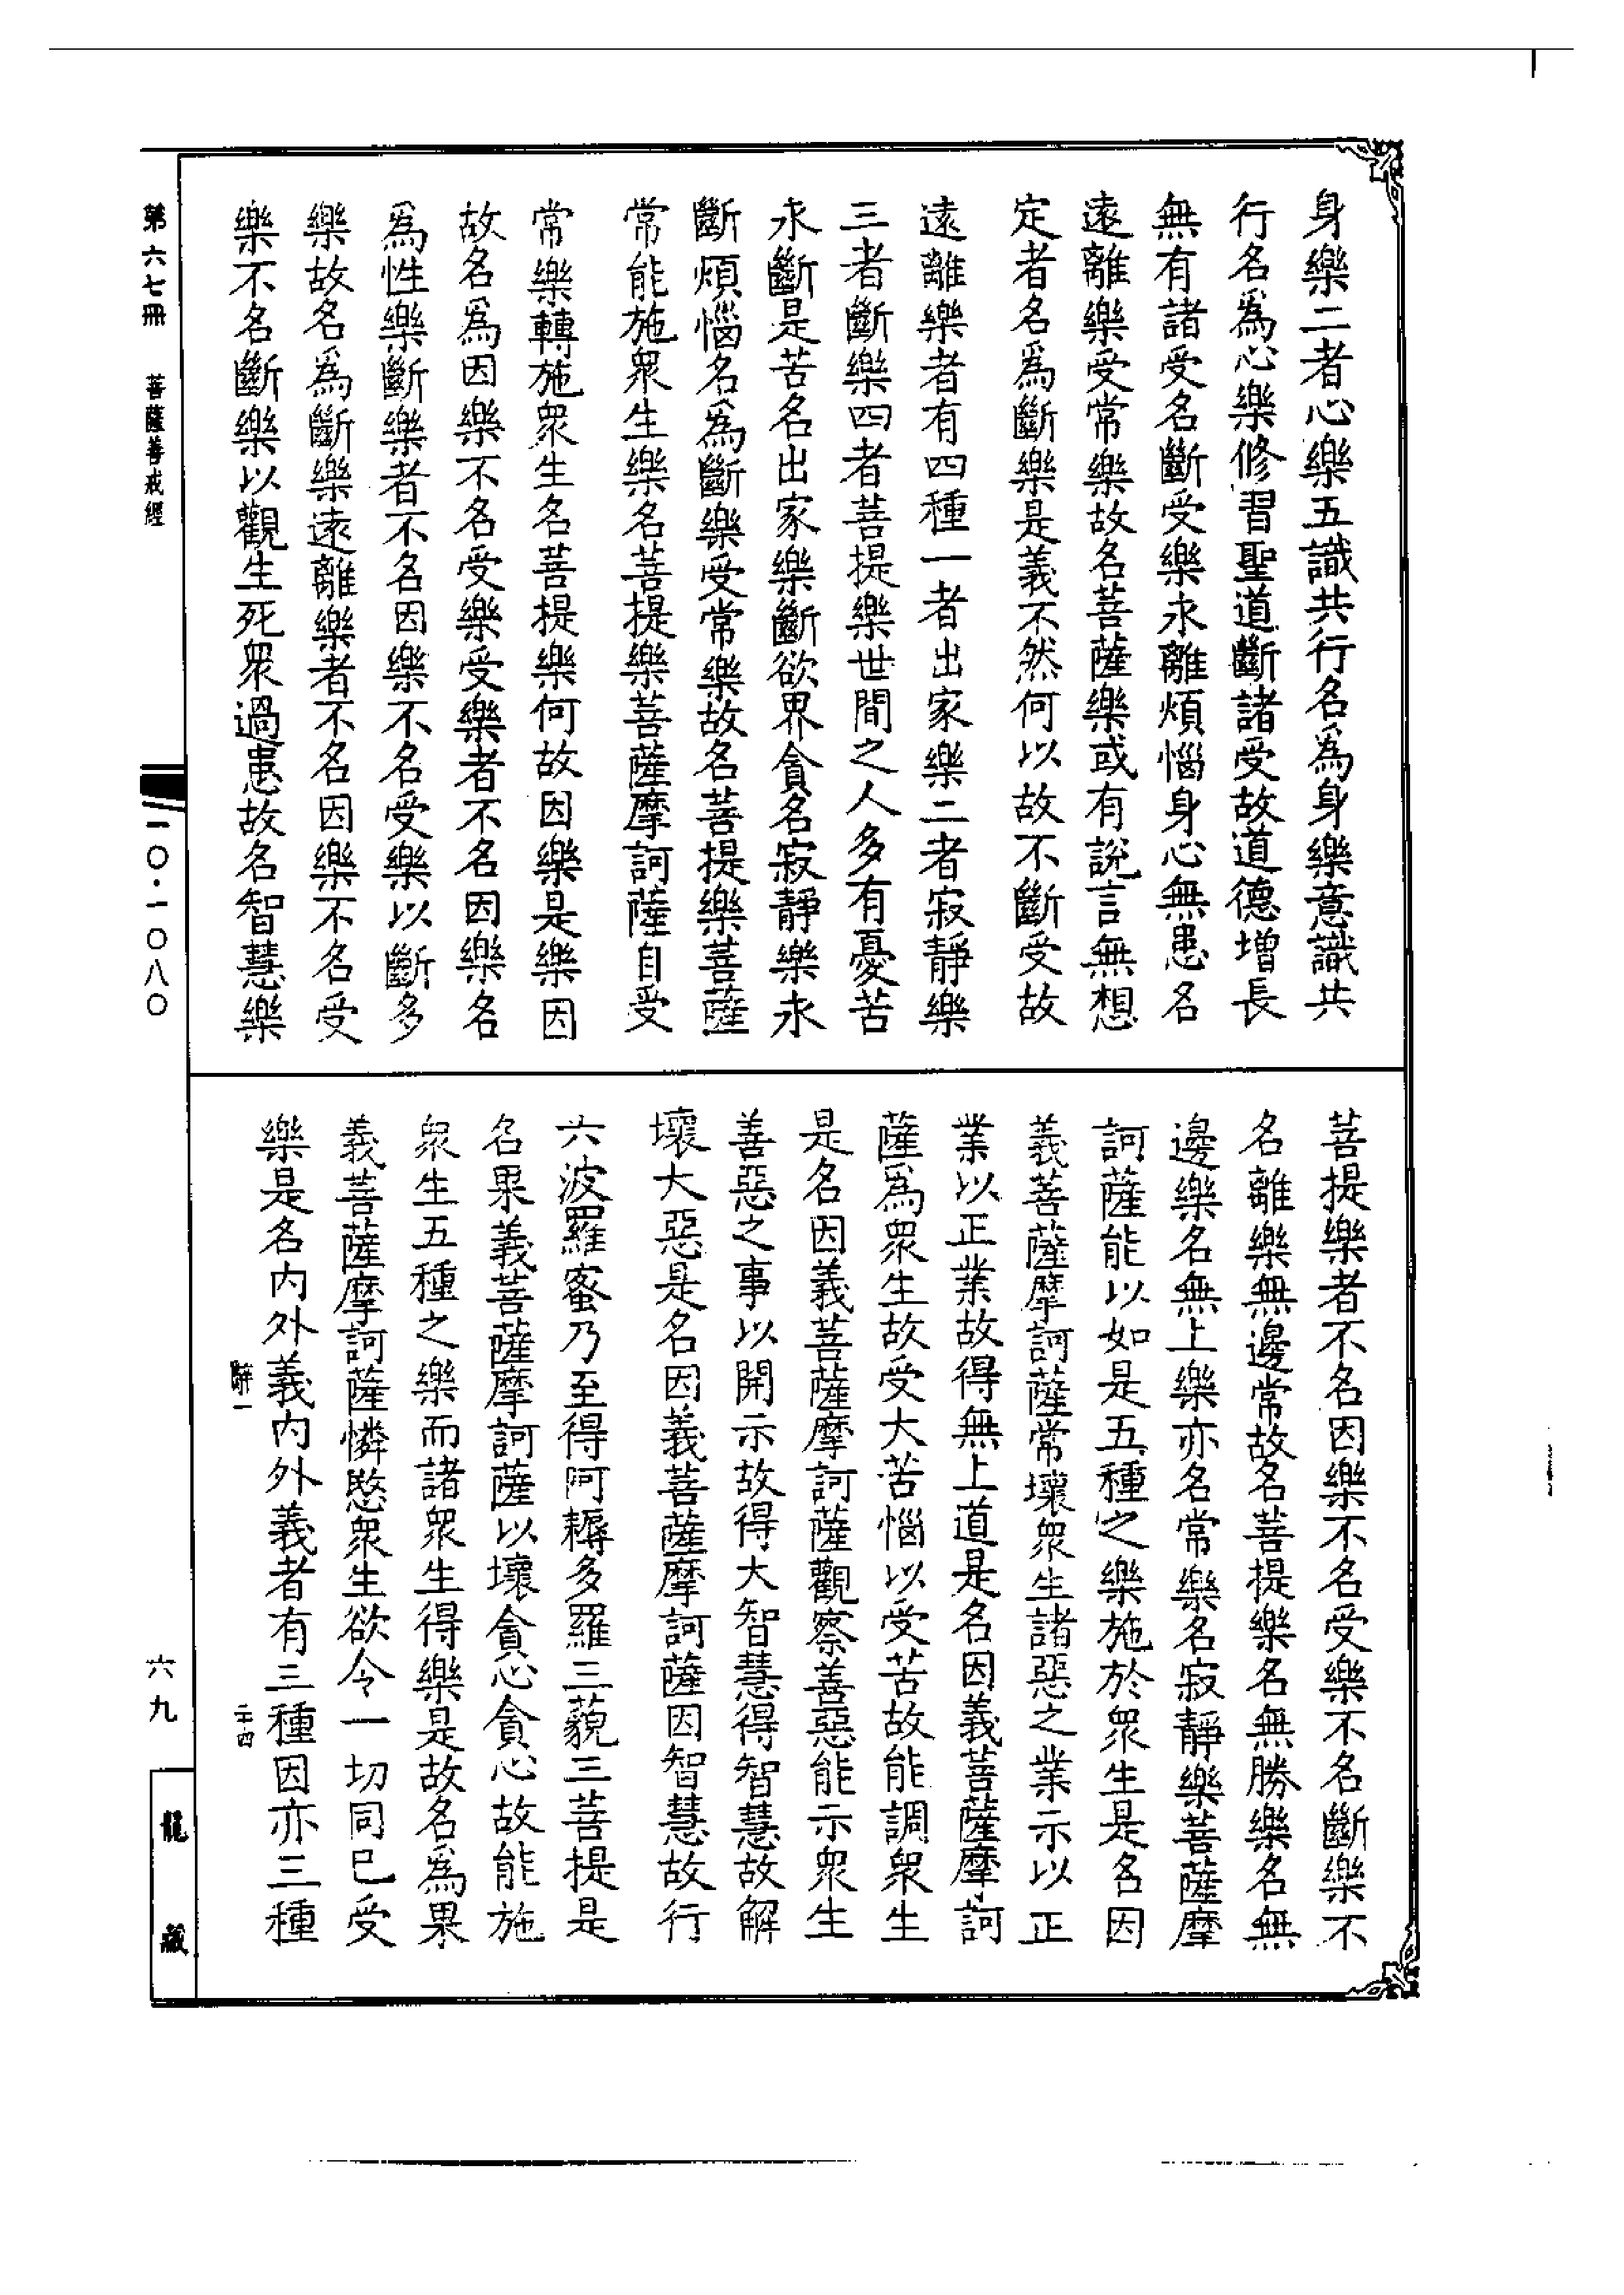 身樂二者心樂五識共行名爲身樂意識共
行名爲心樂修習聖道斷諸受故道德增長
無有諸受名斷受樂永離煩惱身心無患名
遠離樂受常樂故名菩薩樂或有說言無想
定者名爲斷樂是義不然何以故不斷受故
遠離樂者有四種一者出家樂二者寂靜樂
三者斷樂四者菩提樂世間之人多有憂苦
永斷是苦名出家樂斷欲界貪名寂靜樂永
斷煩惱名爲斷樂受常樂故名菩提樂菩薩
常能施衆生樂名菩提樂菩薩摩訶薩自受
常樂轉施衆生名菩提樂何故因樂是樂因
故名爲因樂不名受樂受樂者不名因樂名
爲性樂斷樂者不名因樂不名受樂以斷多
樂故名爲斷樂遠離樂者不名因樂不名受
樂不名斷樂以觀生死衆過患故名智慧樂
菩提樂者不名因樂不名受樂不名斷樂不
名離樂無邊常故名菩提樂名無勝樂名無
邊樂名無上樂亦名常樂名寂靜樂菩薩摩
訶薩能以如是五種之樂施於衆生是名因
義菩薩摩訶薩常壞衆生諸惡之業示以正
業以正業故得無上道是名因義菩薩摩訶
薩爲衆生故受大苦惱以受苦故能調衆生
是名因義菩薩摩訶薩觀察善惡能示衆生
善惡之事以開示故得大智慧得智慧故解
壞大惡是名因義菩薩摩訶薩因智慧故行
六波羅蜜乃至得阿耨多羅三藐三菩提是
名果義菩薩摩訶薩以壞貪心貪心故能施
衆生五種之樂而諸衆生得樂是故名爲果
義菩薩摩訶薩憐愍衆生欲令一切同已受
樂是名內外義內外義者有三種因亦三種
二十四
第六七冊 菩薩善戒經
一〇·一〇八〇
六九
龍藏